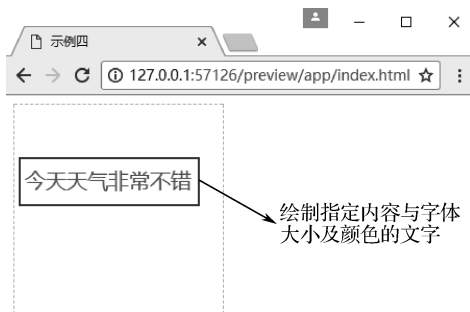 示例四
127.0.0.1:57126/preview/app/index.html
今天天气非常不错
绘制指定内容与字体
大小及颜色的文字